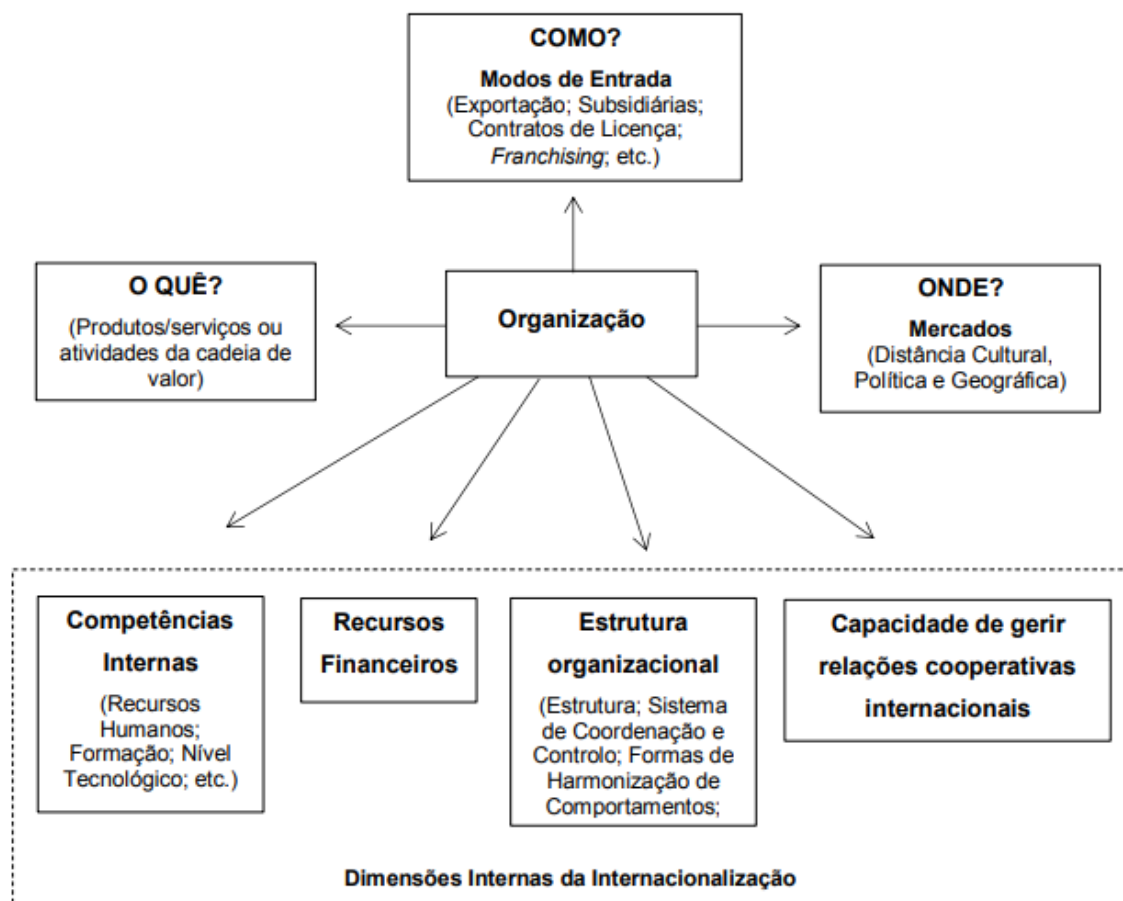 COMO?
Modos de Entrada
(Exportação; Subsidiárias;
Contratos de Licença;
Franchising; etc.)
O QUÊ?
(Produtos/serviços ou
atividades da cadeia de
valor)
Organização
ONDE?
Mercados
(Distância Cultural,
Política e Geográfica)
Competências
Internas
(Recursos
Humanos;
Formação; Nível
Tecnológico; etc.)
Recursos
Financeiros
Estrutura
organizacional
(Estrutura; Sistema
de Coordenação e
Controlo; Formas de
Harmonização de
Comportamentos;
Capacidade de gerir
relações cooperativas
internacionais
Dimensões Internas da Internacionalização